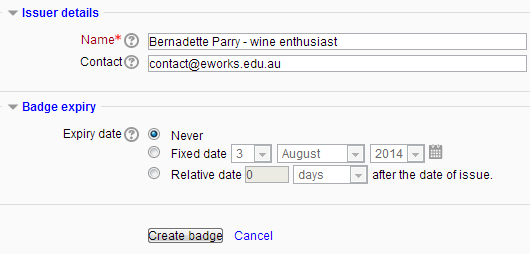 Issuer details
Name* Bernadette Parry - wine enthusiast
Contact contact@eworks.edu.au
Badge expiry
Expiry date Never
Fixed date 3 August 2014
Relative date 0 days after the date of issue.
Create badge Cancel